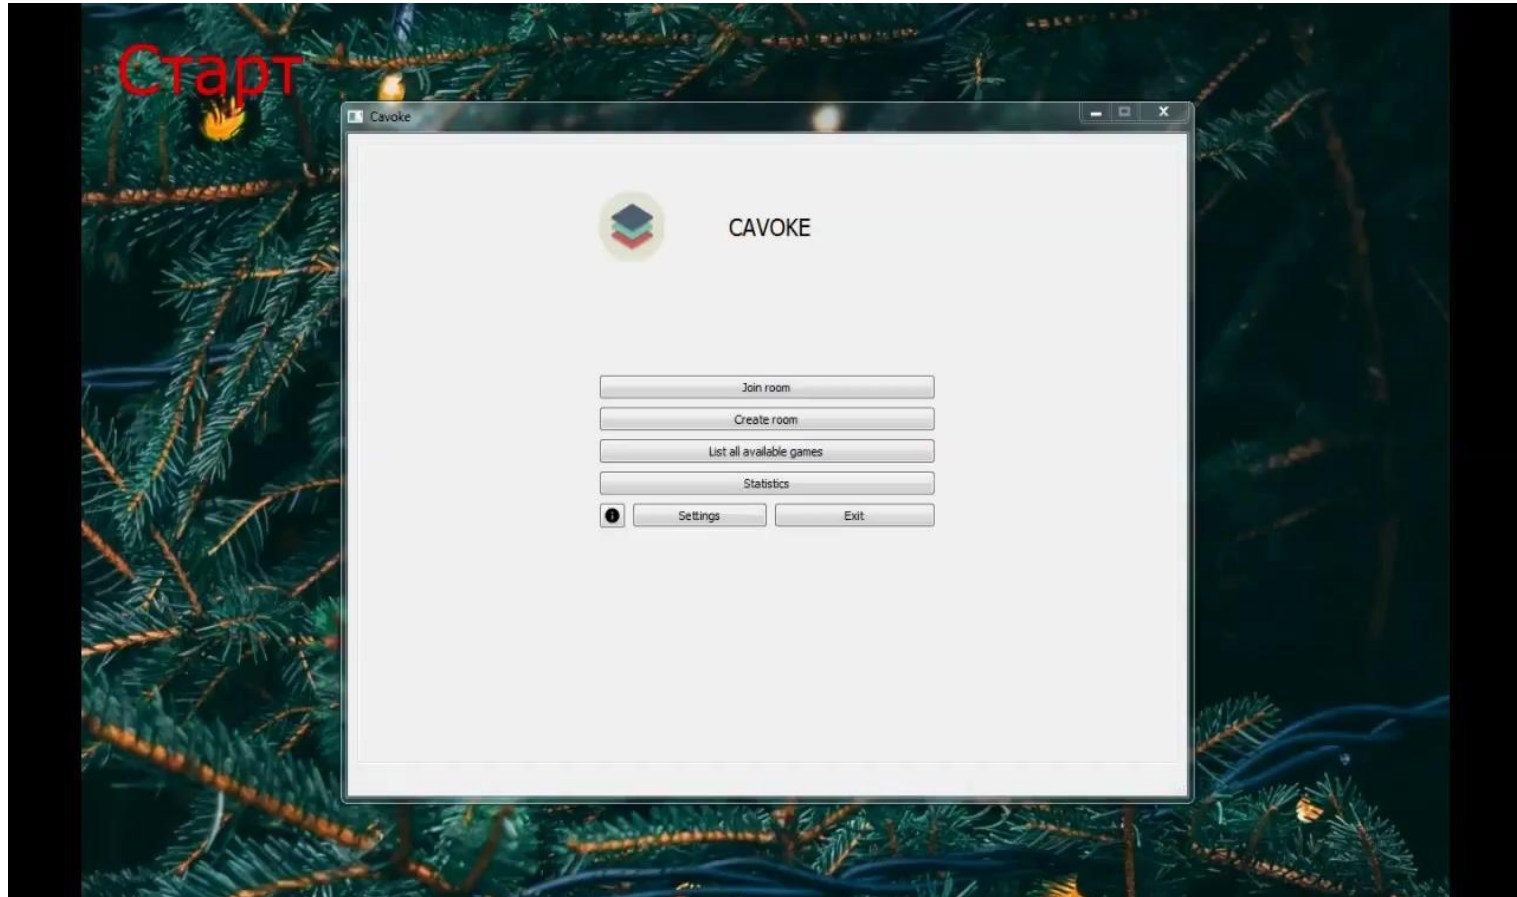 Старт
Cavoke
CAVOKE
Join room
Create room
List all available games
Statistics
Settings
Exit